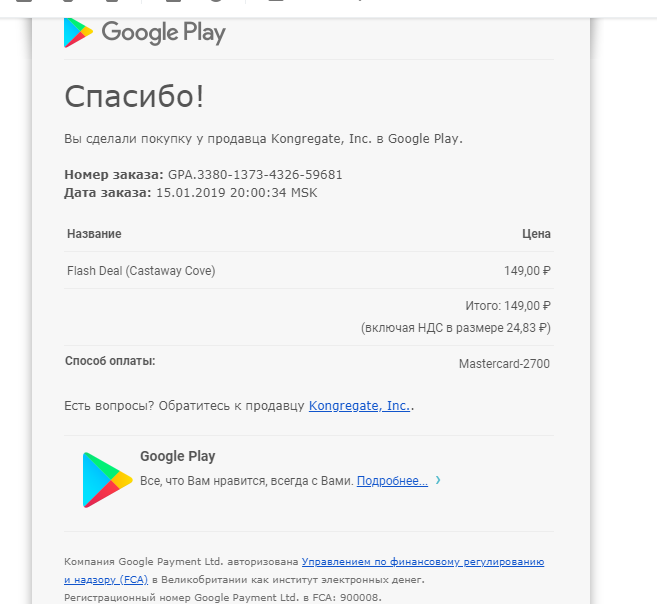 Google Play
Спасибо!
Вы сделали покупку у продавца Kongregate, Inc. в Google Play.
Номер заказа: GPA.3380-1373-4326-59681
Дата заказа: 15.01.2019 20:00:34 MSK
Название Цена
Flash Deal (Castaway Cove) 149,00 ₽
Итого: 149,00 ₽
(включая НДС в размере 24,83 ₽)
Способ оплаты: Mastercard-2700
Есть вопросы? Обратитесь к продавцу Kongregate, Inc..
Google Play
Все, что Вам нравится, всегда с Вами. Подробнее... ›
Компания Google Payment Ltd. авторизована Управлением по финансовому регулированию
и надзору (FCA) в Великобритании как институт электронных денег.
Регистрационный номер Google Payment Ltd. в FCA: 900008.